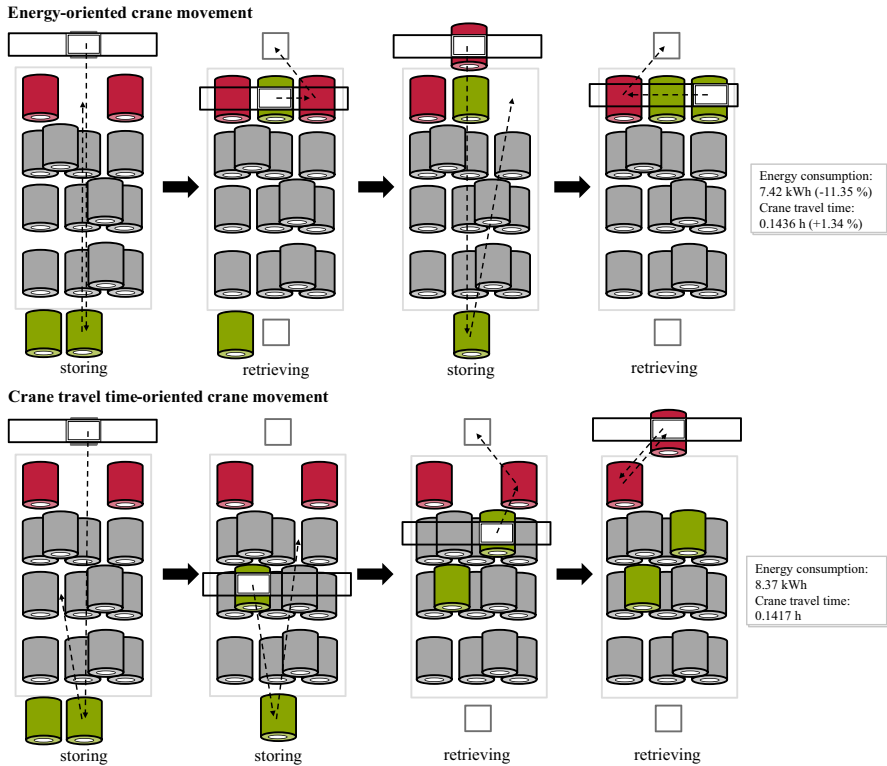 Energy-oriented crane movement
Energy consumption:
7.42 kWh (-11.35 %)
Crane travel time:
0.1436 h (+1.34 %)
storing
retrieving
storing
retrieving
Crane travel time-oriented crane movement
Energy consumption:
8.37 kWh
Crane travel time:
0.1417 h
storing
storing
retrieving
retrieving